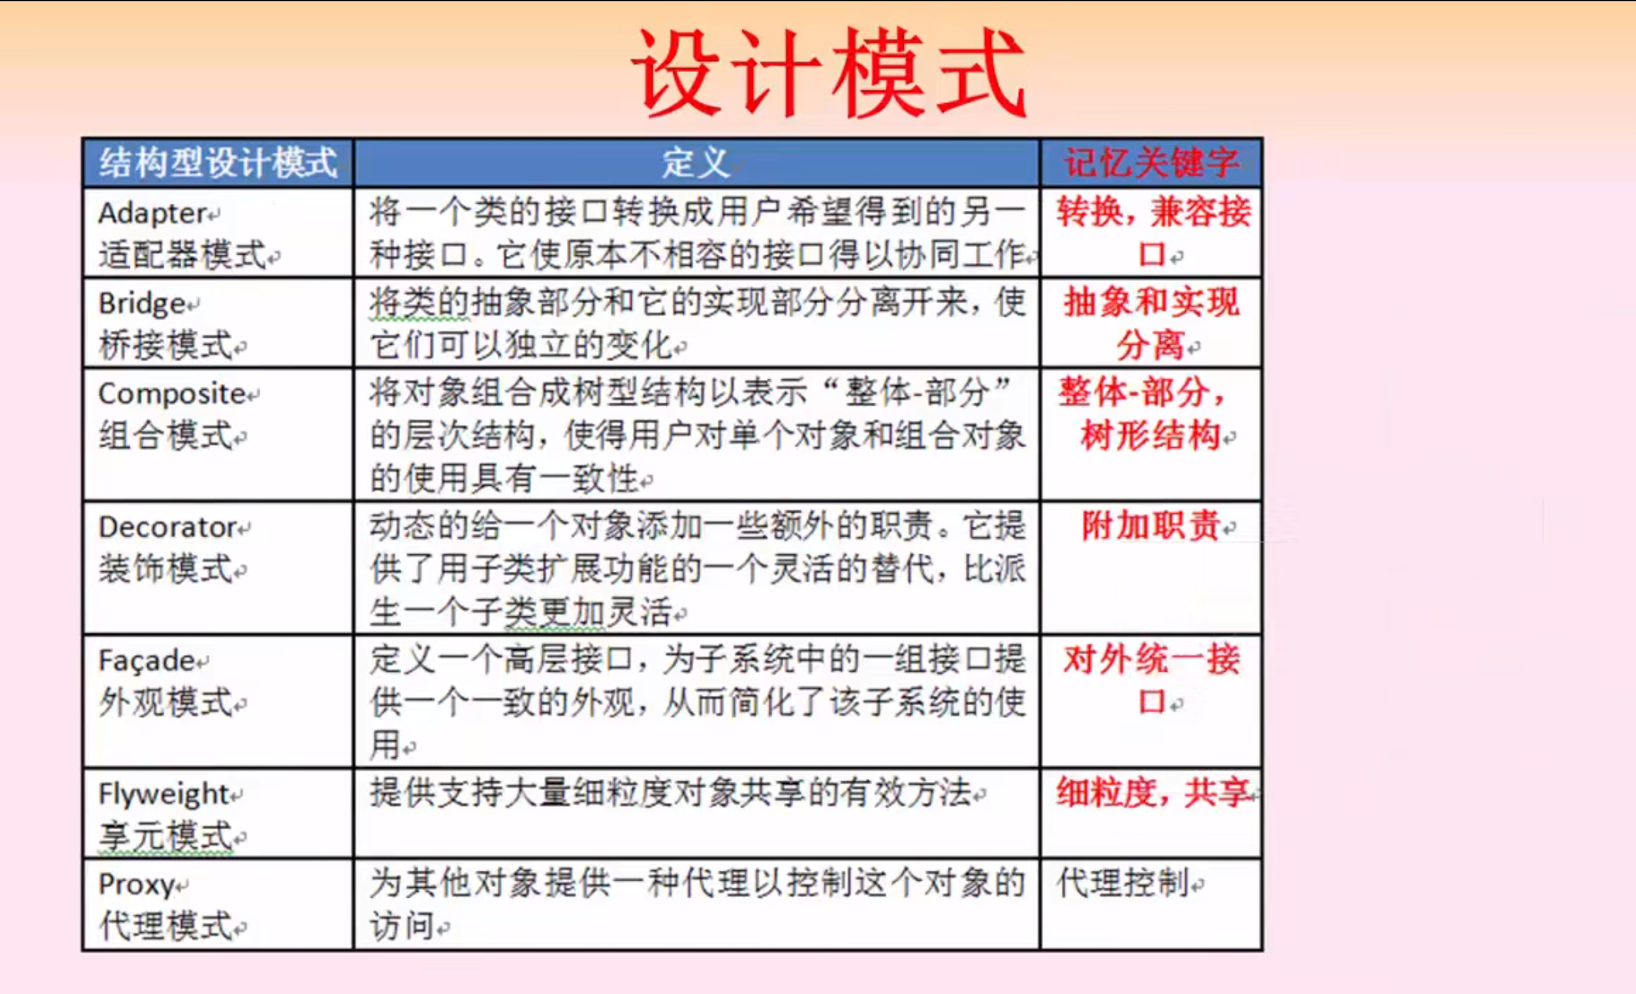 设计模式
结构型设计模式 定义 记忆关键字
Adapter
适配器模式
将一个类的接口转换成用户希望得到的另一
种接口。它使原本不相容的接口得以协同工作
转换，兼容接
口
Bridge
桥接模式
将类的抽象部分和它的实现部分分离开来，使
它们可以独立的变化
抽象和实现
分离
Composite
组合模式
将对象组合成树型结构以表示“整体-部分”
的层次结构，使得用户对单个对象和组合对象
的使用具有一致性
整体-部分，
树形结构
Decorator
装饰模式
动态的给一个对象添加一些额外的职责。它提
供了用子类扩展功能的一个灵活的替代，比派
生一个子类更加灵活
附加职责
Façade
外观模式
定义一个高层接口，为子系统中的一组接口提
供一个一致的外观，从而简化了该子系统的使
用
对外统一接
口
Flyweight
享元模式
提供支持大量细粒度对象共享的有效方法
细粒度，共享
Proxy
代理模式
为其他对象提供一种代理以控制这个对象的
访问
代理控制